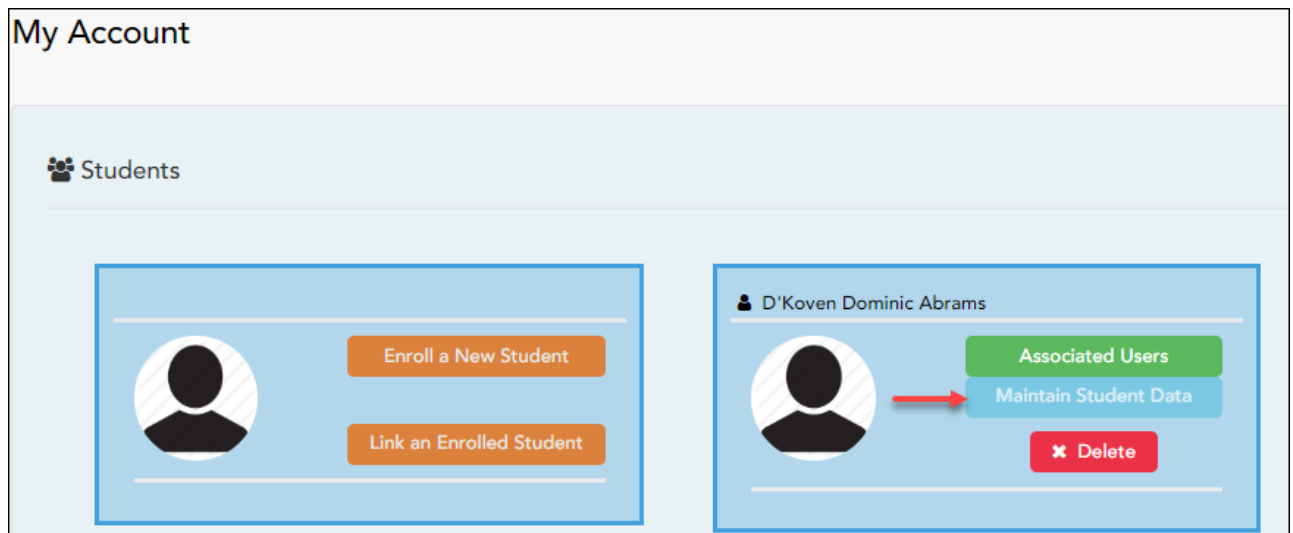 My Account
Students
Enroll a New Student
Link an Enrolled Student
D'Koven Dominic Abrams
Associated Users
Maintain Student Data
Delete